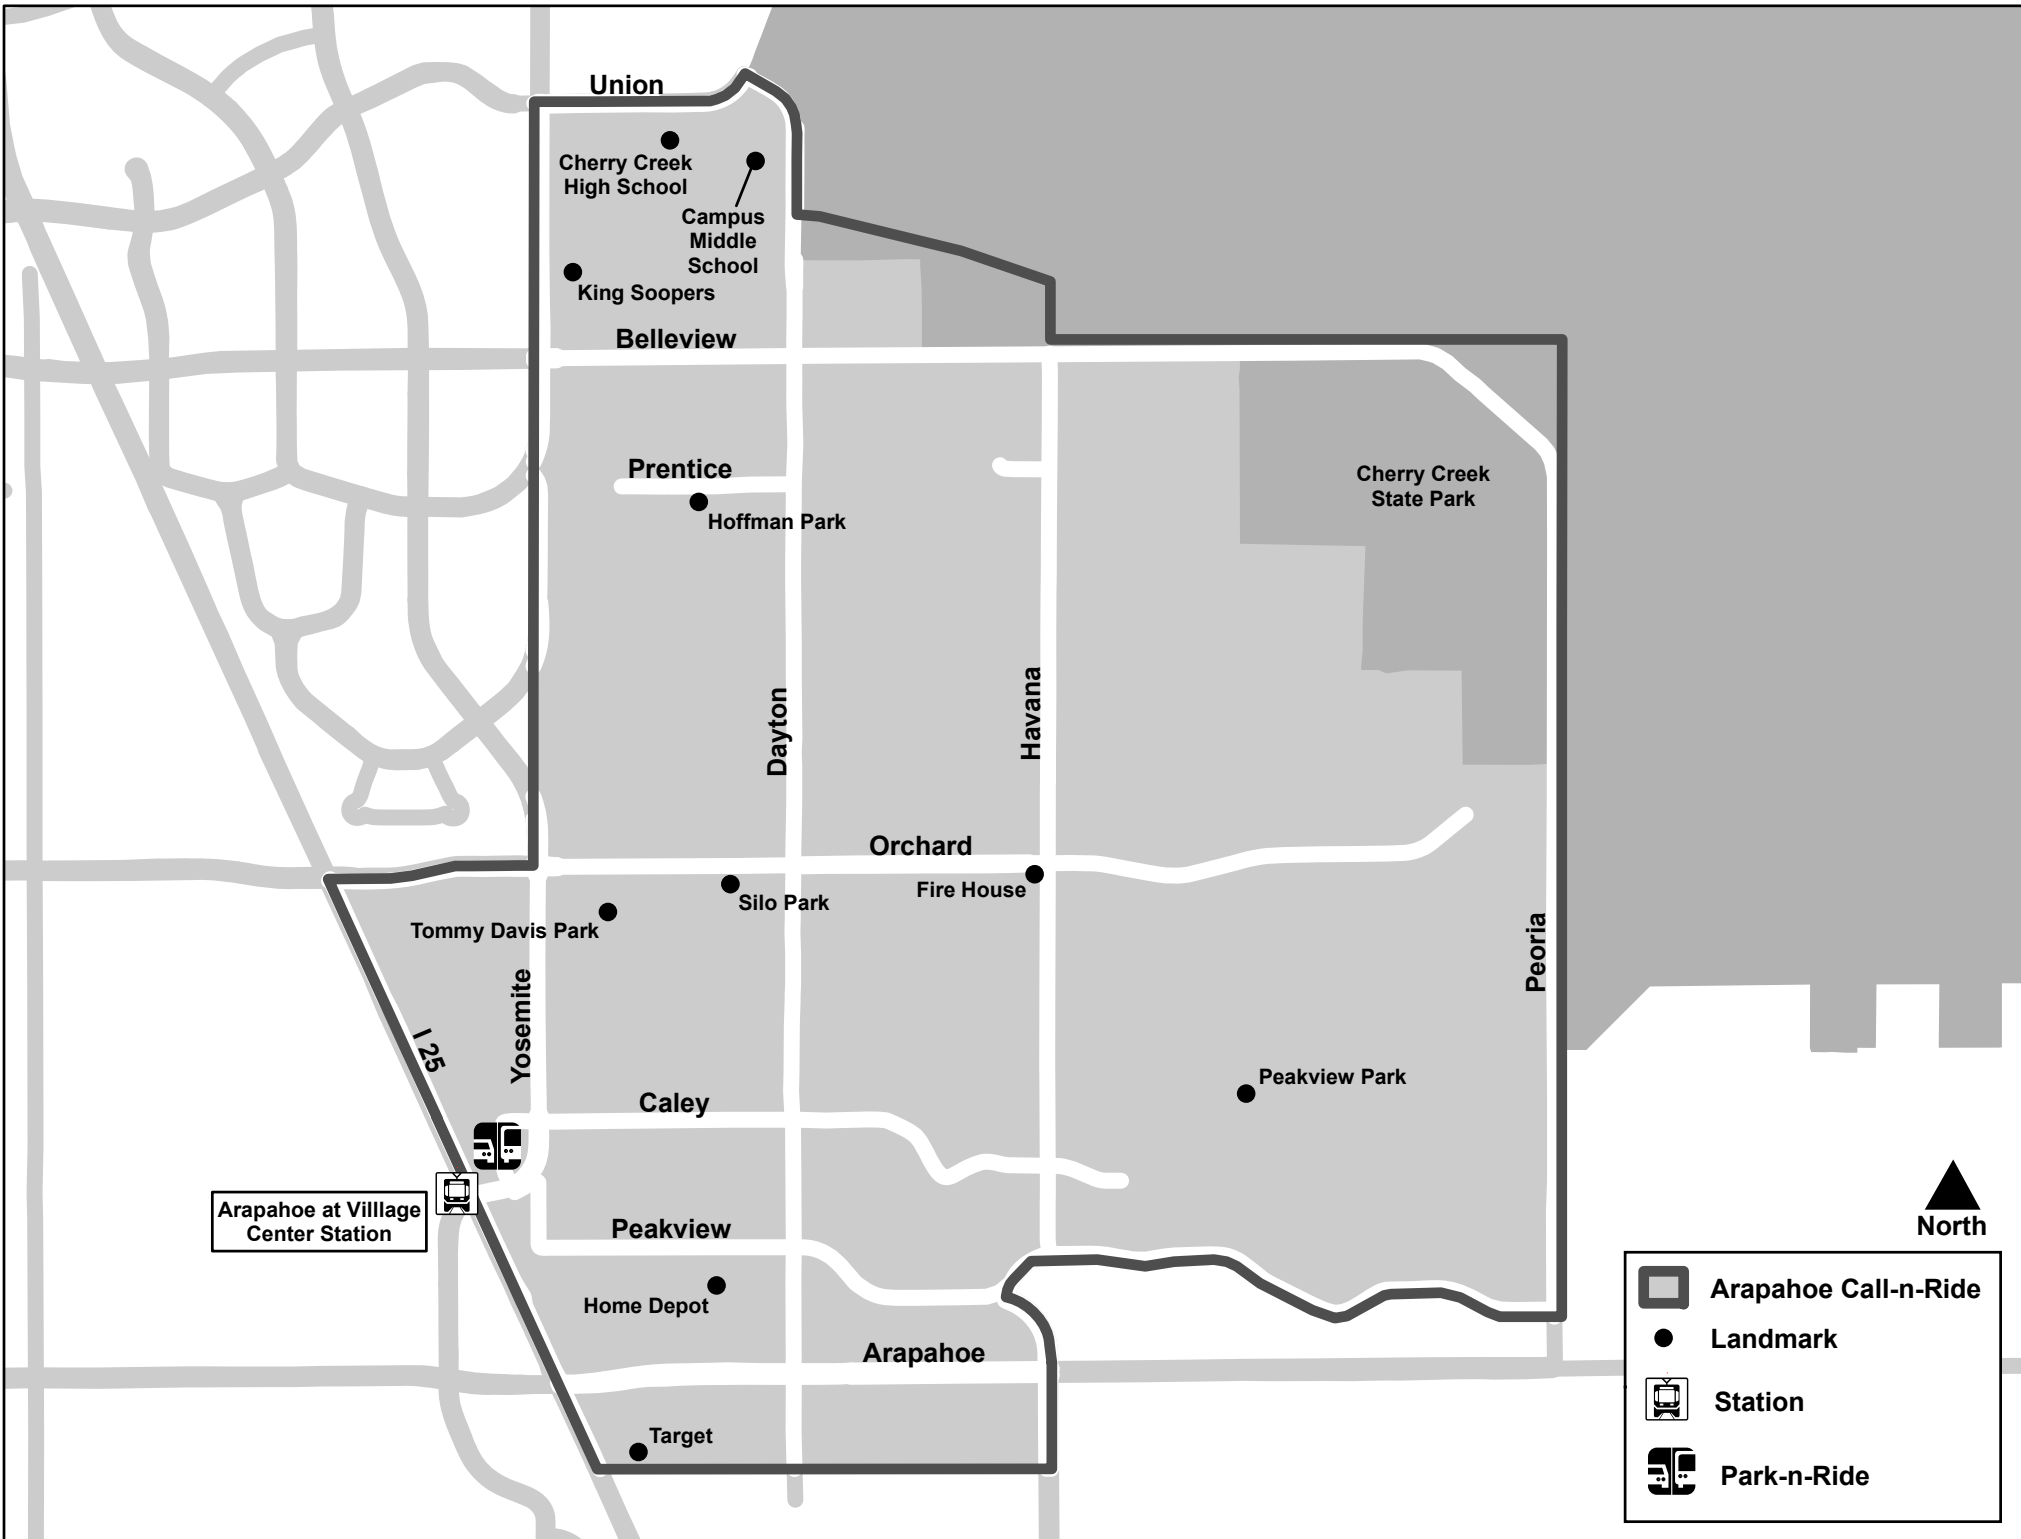 Union
Cherry Creek
High School
Campus
Middle
School
King Soopers
Belleview
Prentice
Hoffman Park
Cherry Creek
State Park
Dayton
Havana
Orchard
Fire House
Silo Park
Tommy Davis Park
Peoria
Yosemite
I 25
Peakview Park
Caley
Arapahoe at Villlage
Center Station
Peakview
North
Home Depot
Arapahoe
Target
Arapahoe Call-n-Ride
Landmark
Station
Park-n-Ride